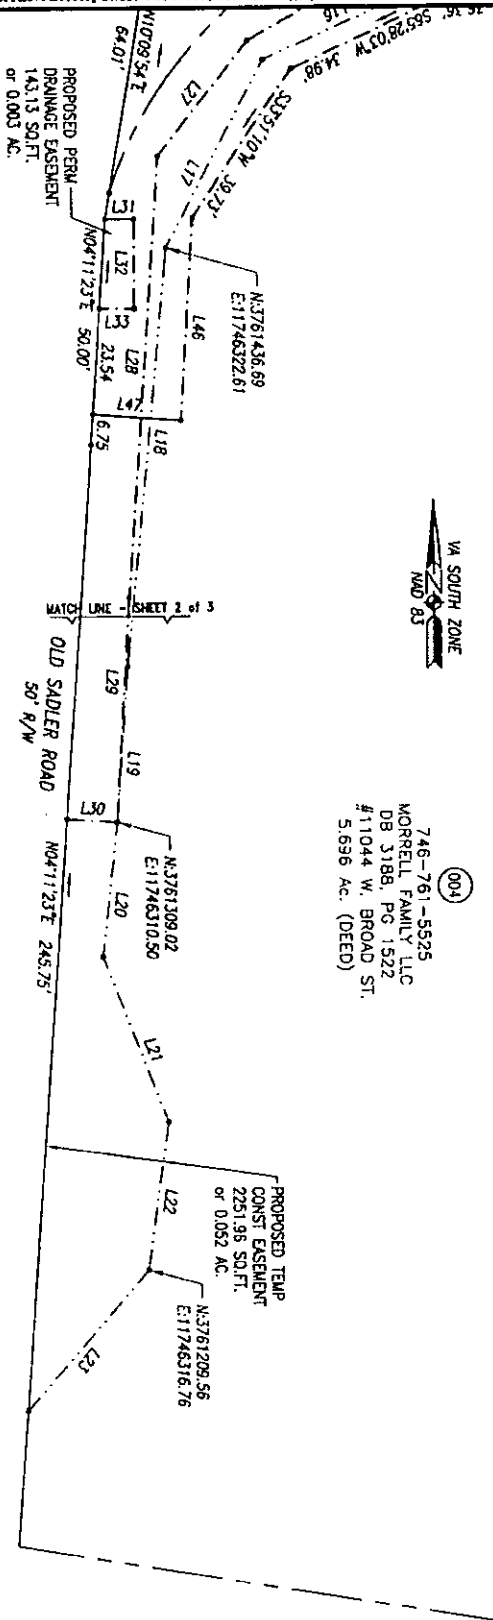 S65°28'03"W 34.98'
L16
S33°51'10"W 39.73'
L27
L17
N10°09'54"E
64.01'
PROPOSED PERM
DRAINAGE EASEMENT
143.13 SQ.FT.
or 0.003 AC.
L31
L32
L33
N04°11'23"E 50.00'
23.54
L28
L46
L47
L18
6.75
N:3761436.69
E:11746322.61
VA SOUTH ZONE
NAD 83
MATCH LINE - SHEET 2 of 3
OLD SADLER ROAD
50' R/W
N04°11'23"E 245.75'
L29
L19
L30
N:3761309.02
E:11746310.50
L20
L21
L22
L23
004
746-761-5525
MORRELL FAMILY LLC
DB 3188, PG 1522
#11044 W. BROAD ST.
5.696 Ac. (DEED)
PROPOSED TEMP
CONST EASEMENT
2251.96 SQ.FT.
or 0.052 AC.
N:3761209.56
E:11746316.76